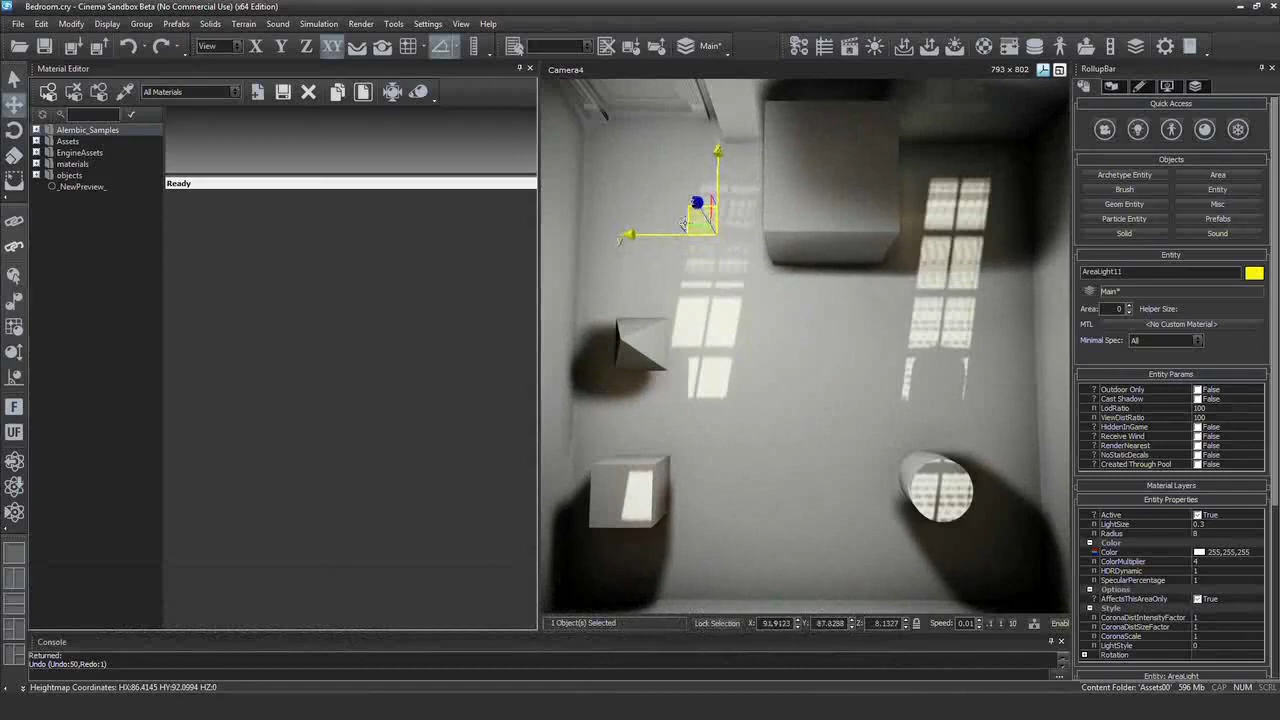 Bedroom.cry - Cinema Sandbox Beta (No Commercial Use) (x64 Edition)
File Edit Modify Display Group Prefabs Solids Terrain Sound Simulation Render Tools Settings View Help
View X Y Z XY Main*
Material Editor
All Materials
Alembic_Samples
Assets
EngineAssets
materials
objects
_NewPreview_
Ready
Camera4 793 x 802
y
1 Object(s) Selected Lock Selection X: 91.9123 Y: 87.8288 Z: 8.1327 Speed: 0.01 .1 1 10 Enabl
Console
Returned:
Undo (Undo:50,Redo:1)
Heightmap Coordinates: HX:86.4145 HY:92.0994 HZ:0
RollupBar
Quick Access
Objects
Archetype Entity Area
Brush Entity
Geom Entity Misc
Particle Entity Prefabs
Solid Sound
Entity
AreaLight11
Main*
Area: 0 Helper Size:
MTL <No Custom Material>
Minimal Spec: All
Entity Params
? Outdoor Only False
? Cast Shadow False
n LodRatio 100
n ViewDistRatio 100
? HiddenInGame False
? Receive Wind False
? RenderNearest False
? NoStaticDecals False
? Created Through Pool False
Material Layers
Entity Properties
? Active True
n LightSize 0.3
n Radius 8
Color
Color 255,255,255
n ColorMultiplier 4
n HDRDynamic 1
n SpecularPercentage 1
Options
? AffectsThisAreaOnly True
Style
n CoronaDistIntensityFactor 1
n CoronaDistSizeFactor 1
n CoronaScale 1
n LightStyle 0
Rotation
Entity: AreaLight
Content Folder: 'Assets00' 596 Mb CAP NUM SCRL
F
UF